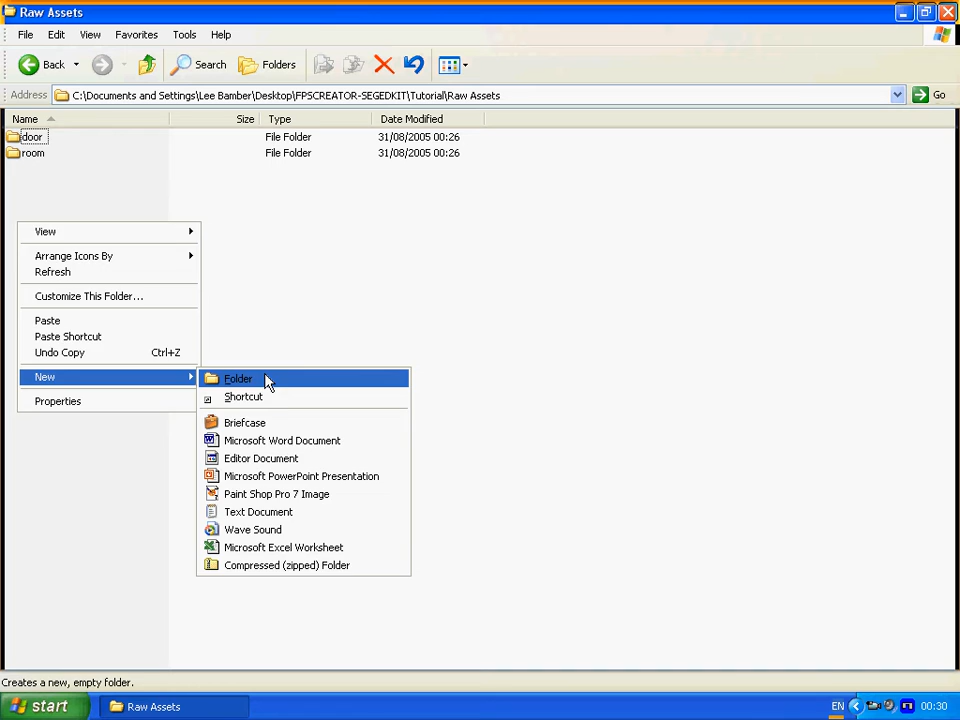 Raw Assets
File Edit View Favorites Tools Help
Back Search Folders
Address C:\Documents and Settings\Lee Bamber\Desktop\FPSCREATOR-SEGEDKIT\Tutorial\Raw Assets Go
Name Size Type Date Modified
door File Folder 31/08/2005 00:26
room File Folder 31/08/2005 00:26
View
Arrange Icons By
Refresh
Customize This Folder...
Paste
Paste Shortcut
Undo Copy Ctrl+Z
New
Properties
Folder
Shortcut
Briefcase
Microsoft Word Document
Editor Document
Microsoft PowerPoint Presentation
Paint Shop Pro 7 Image
Text Document
Wave Sound
Microsoft Excel Worksheet
Compressed (zipped) Folder
Creates a new, empty folder.
start Raw Assets EN 00:30